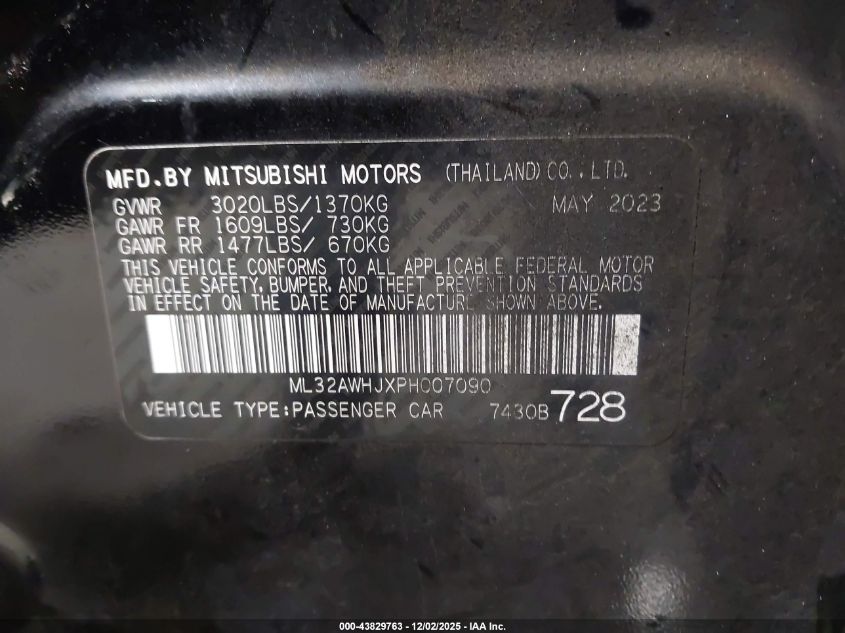 MFD.BY MITSUBISHI MOTORS (THAILAND) CO., LTD.
GVWR 3020LBS/1370KG MAY 2023
GAWR FR 1609LBS/ 730KG
GAWR RR 1477LBS/ 670KG
THIS VEHICLE CONFORMS TO ALL APPLICABLE FEDERAL MOTOR
VEHICLE SAFETY, BUMPER, AND THEFT PREVENTION STANDARDS
IN EFFECT ON THE DATE OF MANUFACTURE SHOWN ABOVE.
ML32AWHJXPH007090
VEHICLE TYPE:PASSENGER CAR 7430B728
000-43829763 - 12/02/2025 - IAA Inc.